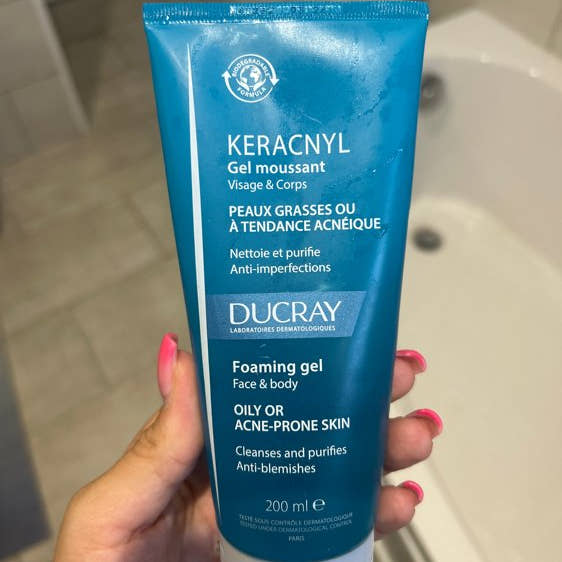 BIODEGRADABLE
FORMULA
KERACNYL
Gel moussant
Visage & Corps
PEAUX GRASSES OU
À TENDANCE ACNÉIQUE
Nettoie et purifie
Anti-imperfections
DUCRAY
LABORATOIRES DERMATOLOGIQUES
Foaming gel
Face & body
OILY OR
ACNE-PRONE SKIN
Cleanses and purifies
Anti-blemishes
200 ml ℮
TESTÉ SOUS CONTRÔLE DERMATOLOGIQUE
TESTED UNDER DERMATOLOGICAL CONTROL
PARIS